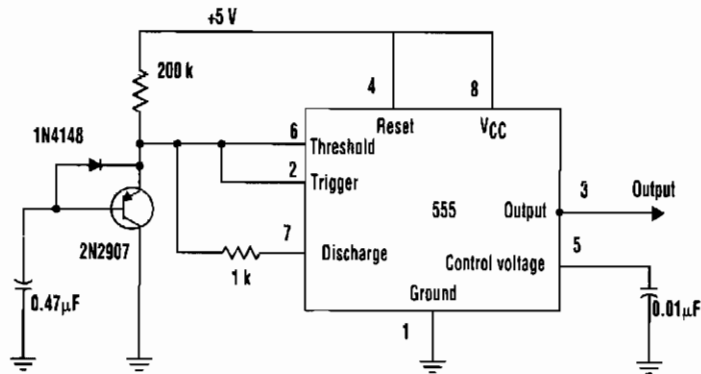 +5 V
200 k
4
8
1N4148
6
Reset
VCC
Threshold
2
Trigger
3
Output
555
Output
2N2907
7
Discharge
5
Control voltage
1 k
Ground
0.47µF
1
0.01µF